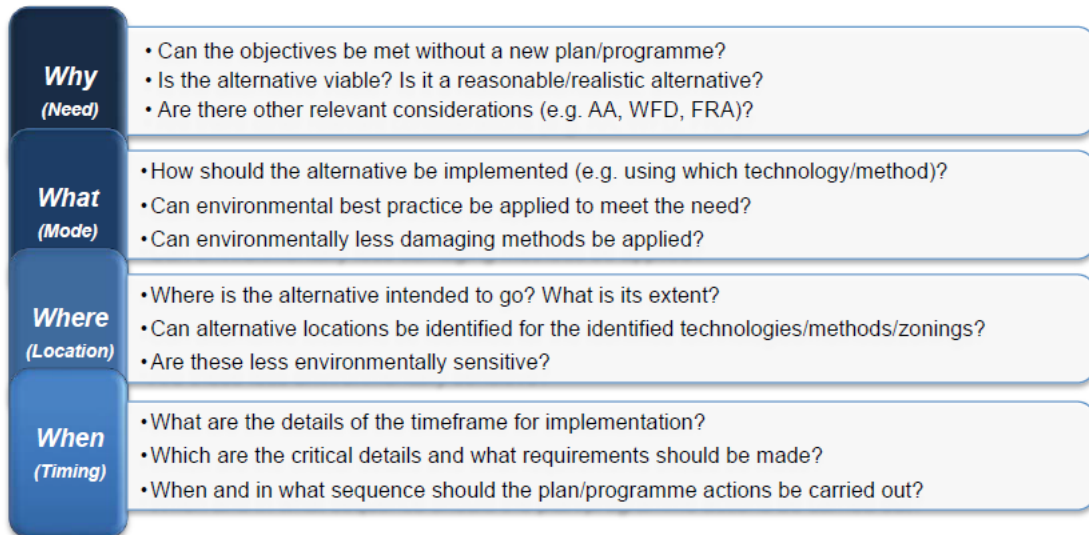 Why
(Need)
• Can the objectives be met without a new plan/programme?
• Is the alternative viable? Is it a reasonable/realistic alternative?
• Are there other relevant considerations (e.g. AA, WFD, FRA)?
What
(Mode)
• How should the alternative be implemented (e.g. using which technology/method)?
• Can environmental best practice be applied to meet the need?
• Can environmentally less damaging methods be applied?
Where
(Location)
• Where is the alternative intended to go? What is its extent?
• Can alternative locations be identified for the identified technologies/methods/zonings?
• Are these less environmentally sensitive?
When
(Timing)
• What are the details of the timeframe for implementation?
• Which are the critical details and what requirements should be made?
• When and in what sequence should the plan/programme actions be carried out?